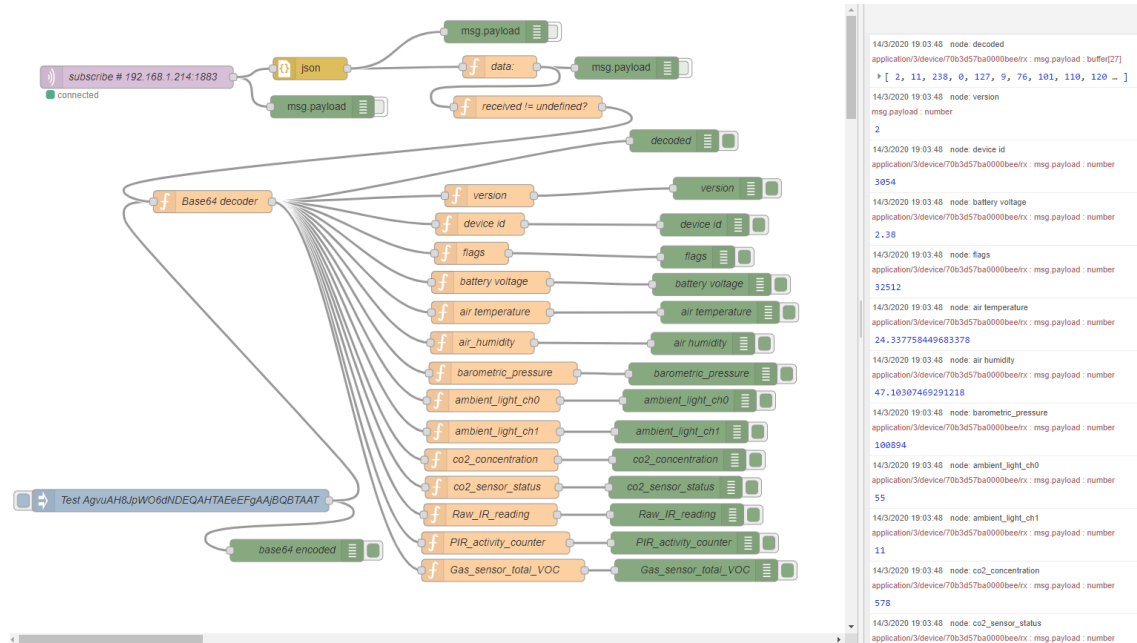 msg.payload
json
data:
msg.payload
subscribe # 192.168.1.214:1883
connected
msg.payload
received != undefined?
decoded
Base64 decoder
version
version
device id
device id
flags
flags
battery voltage
battery voltage
air temperature
air temperature
air_humidity
air humidity
barometric_pressure
barometric_pressure
ambient_light_ch0
ambient_light_ch0
ambient_light_ch1
ambient_light_ch1
co2_concentration
co2_concentration
co2_sensor_status
co2_sensor_status
Test AgvuAH8JpWO6dNDEQAHTAEeEFgAAjBQBTAAT
Raw_IR_reading
Raw_IR_reading
PIR_activity_counter
PIR_activity_counter
base64 encoded
Gas_sensor_total_VOC
Gas_sensor_total_VOC
14/3/2020 19:03:48 node: decoded
application/3/device/70b3d57ba0000bee/rx : msg.payload : buffer[27]
[ 2, 11, 238, 0, 127, 9, 76, 101, 110, 120 … ]
14/3/2020 19:03:48 node: version
msg.payload : number
2
14/3/2020 19:03:48 node: device id
application/3/device/70b3d57ba0000bee/rx : msg.payload : number
3054
14/3/2020 19:03:48 node: battery voltage
application/3/device/70b3d57ba0000bee/rx : msg.payload : number
2.38
14/3/2020 19:03:48 node: flags
application/3/device/70b3d57ba0000bee/rx : msg.payload : number
32512
14/3/2020 19:03:48 node: air temperature
application/3/device/70b3d57ba0000bee/rx : msg.payload : number
24.337758449683378
14/3/2020 19:03:48 node: air humidity
application/3/device/70b3d57ba0000bee/rx : msg.payload : number
47.10307469291218
14/3/2020 19:03:48 node: barometric_pressure
application/3/device/70b3d57ba0000bee/rx : msg.payload : number
100894
14/3/2020 19:03:48 node: ambient_light_ch0
application/3/device/70b3d57ba0000bee/rx : msg.payload : number
55
14/3/2020 19:03:48 node: ambient_light_ch1
application/3/device/70b3d57ba0000bee/rx : msg.payload : number
11
14/3/2020 19:03:48 node: co2_concentration
application/3/device/70b3d57ba0000bee/rx : msg.payload : number
578
14/3/2020 19:03:48 node: co2_sensor_status
application/3/device/70b3d57ba0000bee/rx : msg.payload : number